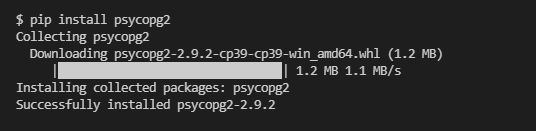 $ pip install psycopg2
Collecting psycopg2
  Downloading psycopg2-2.9.2-cp39-cp39-win_amd64.whl (1.2 MB)
     |████████████████████████████████| 1.2 MB 1.1 MB/s
Installing collected packages: psycopg2
Successfully installed psycopg2-2.9.2